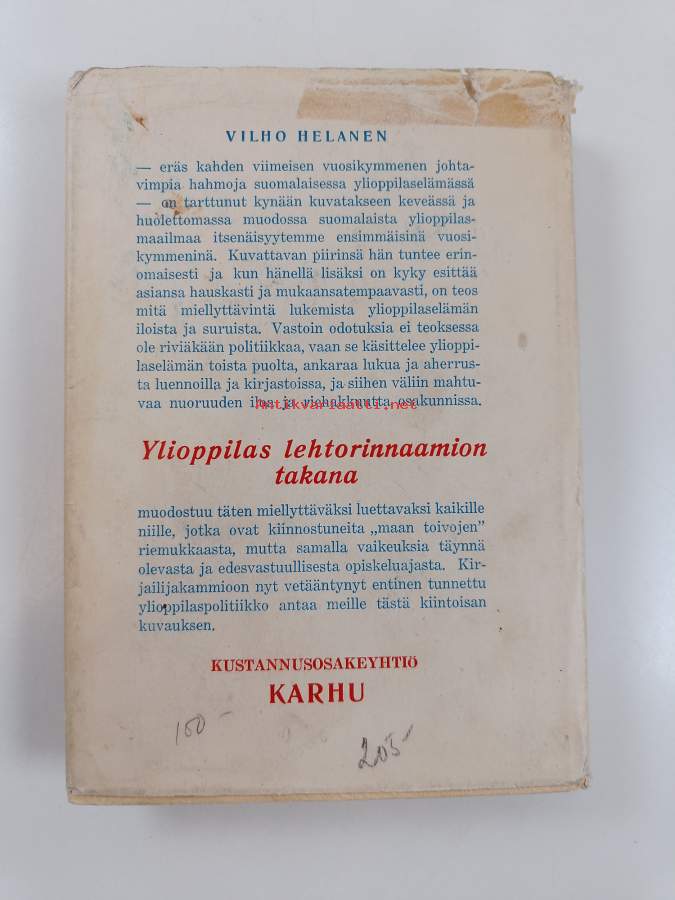 VILHO HELANEN
— eräs kahden viimeisen vuosikymmenen johta-
vimpia hahmoja suomalaisessa ylioppilaselämässä
— on tarttunut kynään kuvatakseen keveässä ja
huolettomassa muodossa suomalaista ylioppilas-
maailmaa itsenäisyytemme ensimmäisinä vuosi-
kymmeninä. Kuvattavan piirinsä hän tuntee erin-
omaisesti ja kun hänellä lisäksi on kyky esittää
asiansa hauskasti ja mukaansatempaavasti, on teos
mitä miellyttävintä lukemista ylioppilaselämän
iloista ja suruista. Vastoin odotuksia ei teoksessa
ole riviäkään politiikkaa, vaan se käsittelee ylioppi-
laselämän toista puolta, ankaraa lukua ja aherrus-
ta luennoilla ja kirjastoissa, ja siihen väliin mahtu-
vaa nuoruuden iloa ja viehakkuutta osakunnissa.
Antikvariaatti.net
Ylioppilas lehtorinnaamion
takana
muodostuu täten miellyttäväksi luettavaksi kaikille
niille, jotka ovat kiinnostuneita „maan toivojen”
riemukkaasta, mutta samalla vaikeuksia täynnä
olevasta ja edesvastuullisesta opiskeluajasta. Kir-
jailijakammioon nyt vetääntynyt entinen tunnettu
ylioppilaspolitiikko antaa meille tästä kiintoisan
kuvauksen.
KUSTANNUSOSAKEYHTIÖ
KARHU
150-
205-